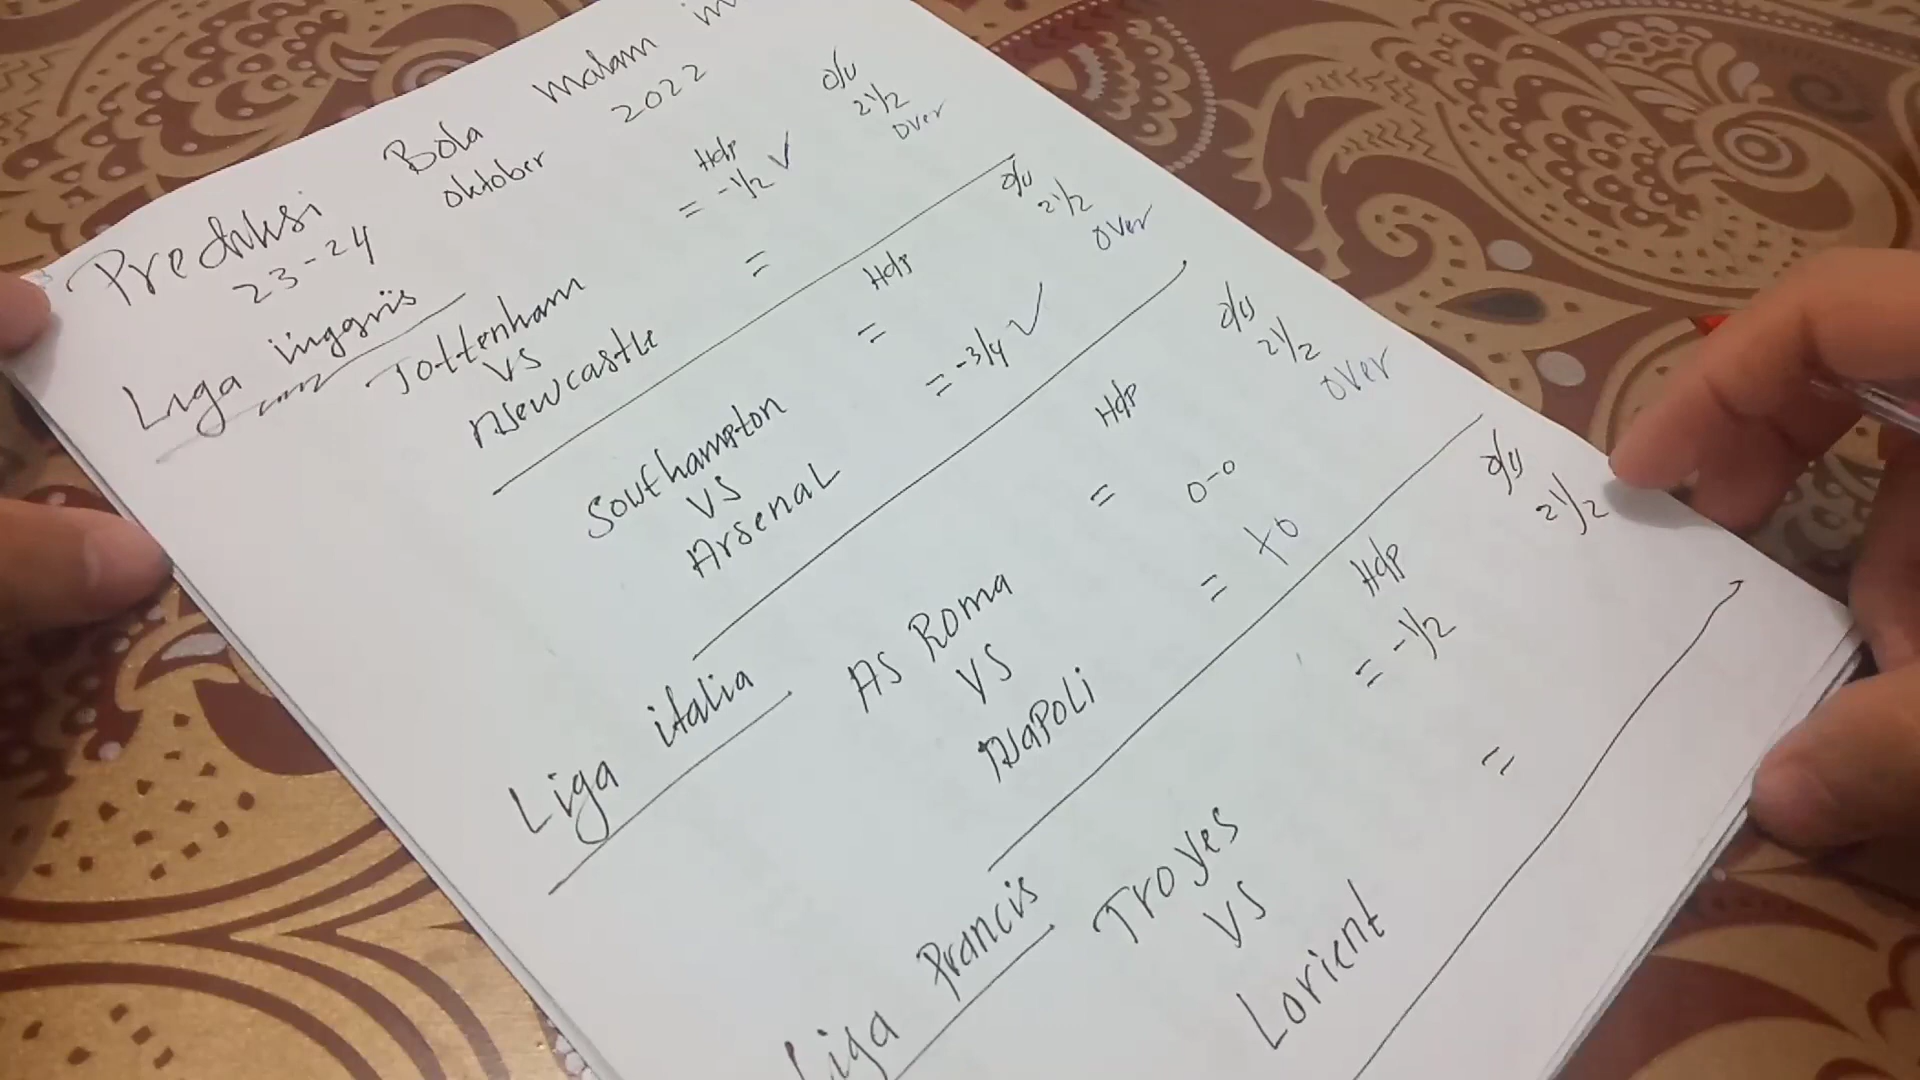 Prediksi Bola Malam
23-24 Oktober 2022
Liga inggris
Hdp O/U
Tottenham = -1/2 ✓ 2 1/2
VS Over
Newcastle =
Hdp O/U
Southampton = 2 1/2
VS Over
Arsenal = -3/4 ✓
Liga italia
Hdp O/U
AS Roma = 0-0 2 1/2
VS Over
Napoli =
Liga Prancis
Hdp O/U
Troyes = -1/2 2 1/2
VS
Lorient =